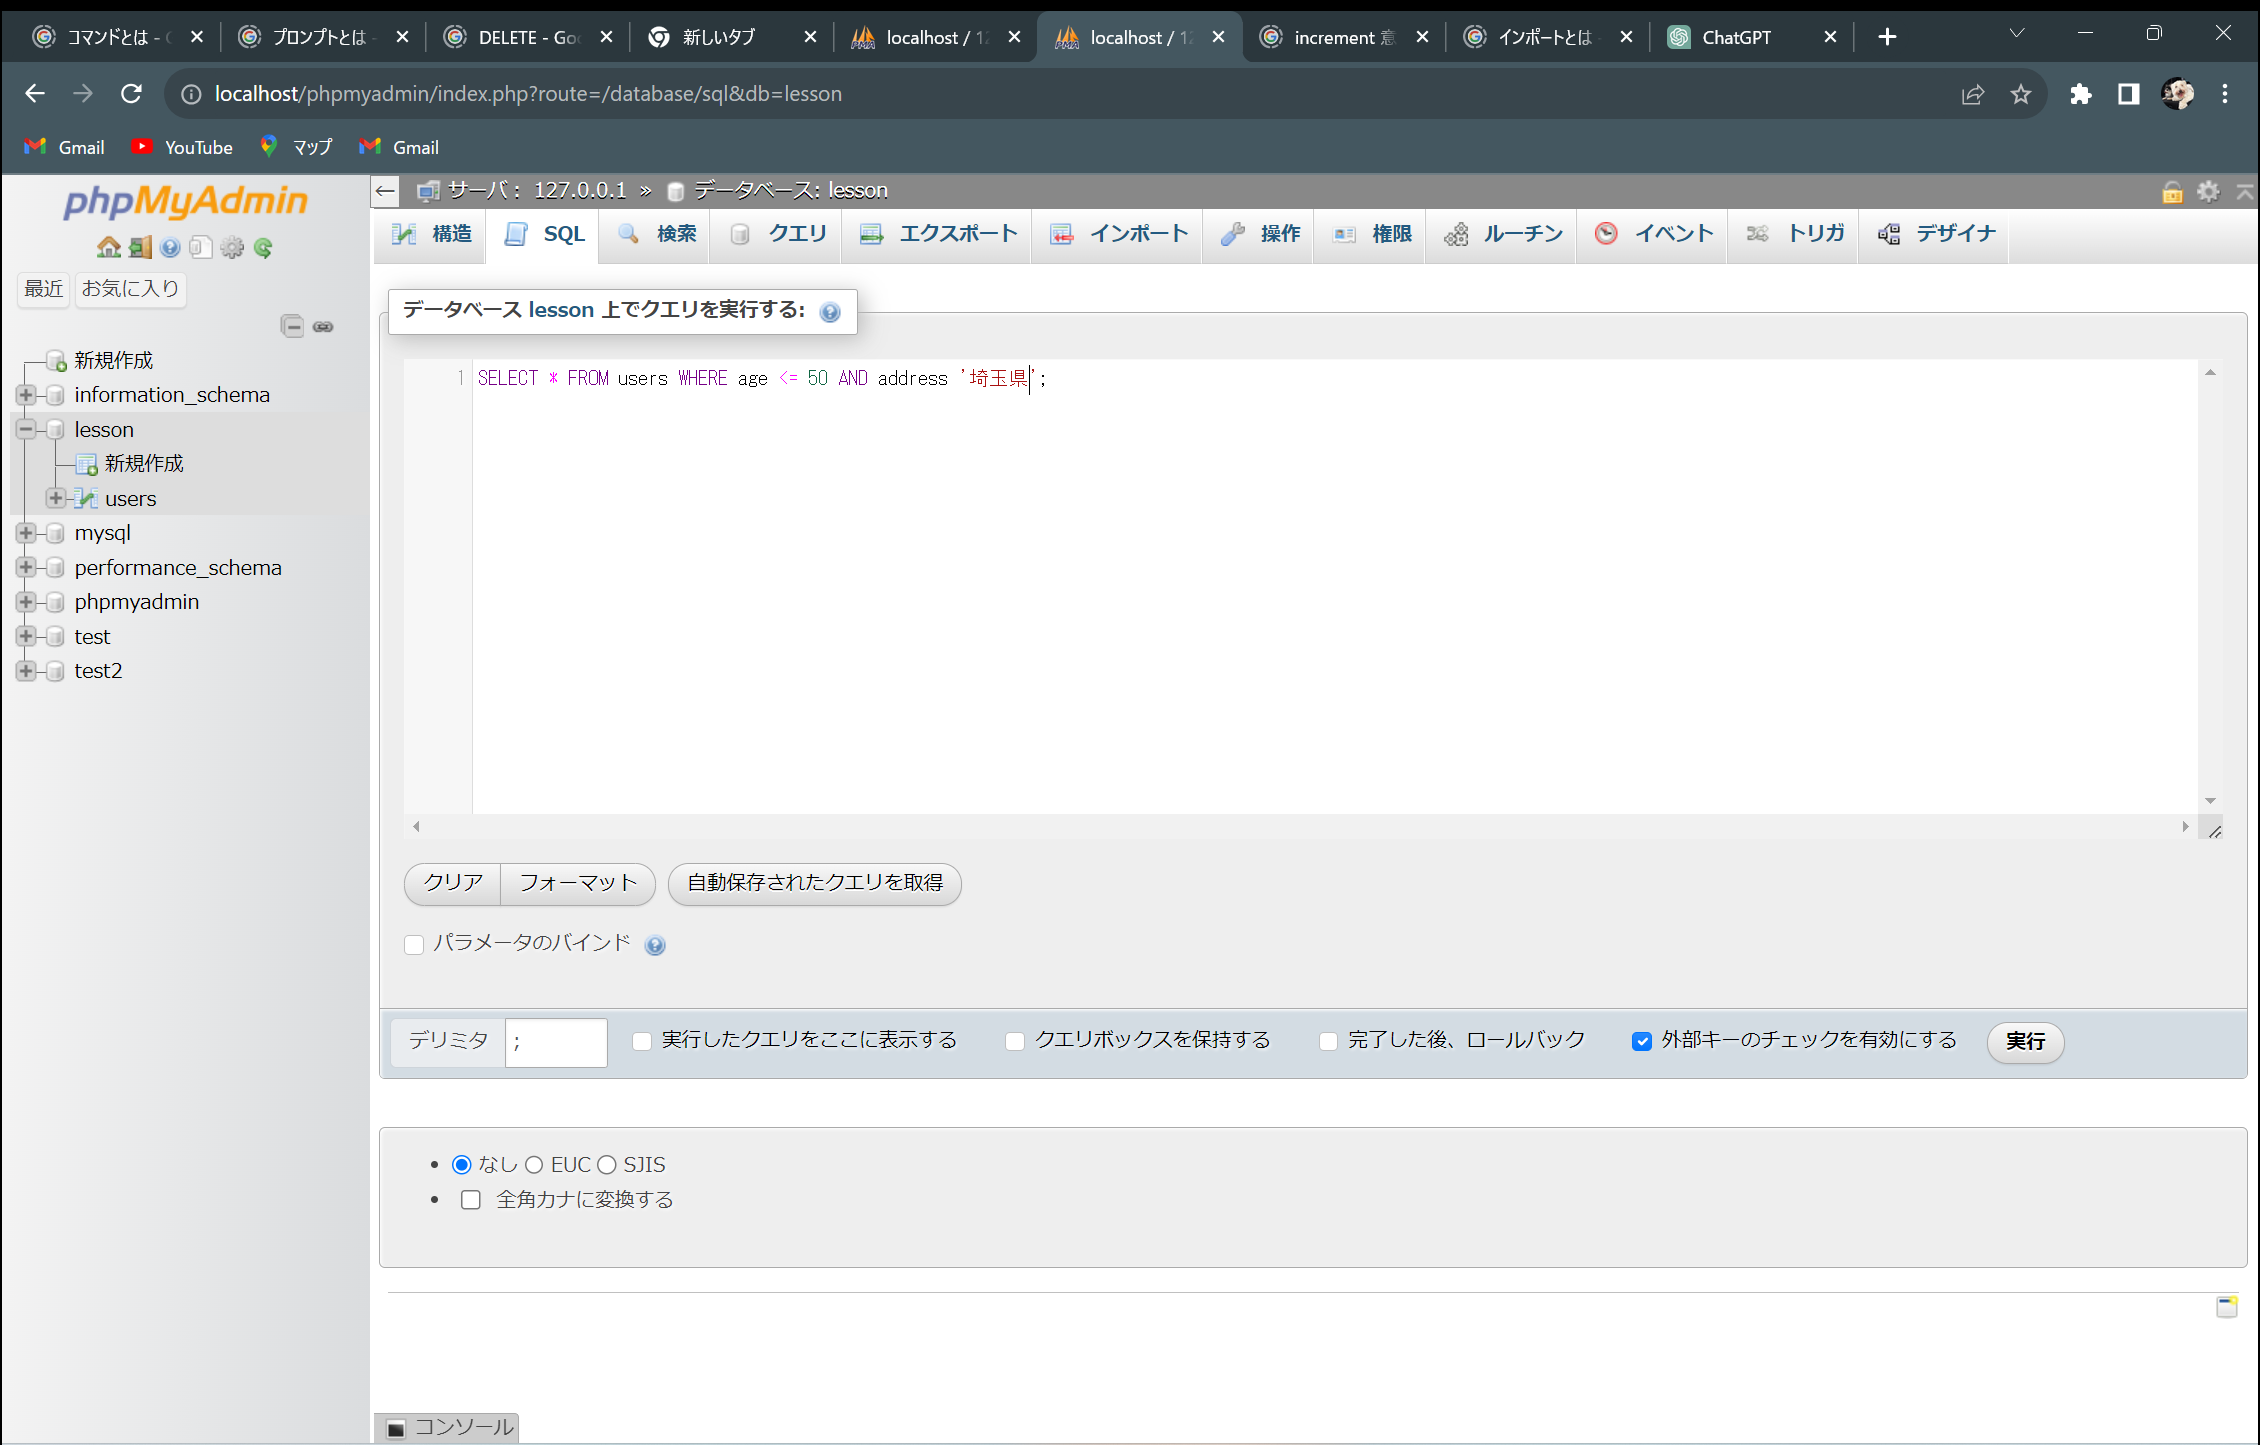 コマンドとは - G
プロンプトとは -
DELETE - Goo
新しいタブ
localhost / 12
localhost / 12
increment 意
インポートとは -
ChatGPT
localhost/phpmyadmin/index.php?route=/database/sql&db=lesson
Gmail
YouTube
マップ
Gmail
phpMyAdmin
最近
お気に入り
新規作成
information_schema
lesson
新規作成
users
mysql
performance_schema
phpmyadmin
test
test2
サーバ: 127.0.0.1 » データベース: lesson
構造
SQL
検索
クエリ
エクスポート
インポート
操作
権限
ルーチン
イベント
トリガ
デザイナ
データベース lesson 上でクエリを実行する:
1 SELECT * FROM users WHERE age <= 50 AND address '埼玉県';
クリア
フォーマット
自動保存されたクエリを取得
パラメータのバインド
デリミタ ;
実行したクエリをここに表示する
クエリボックスを保持する
完了した後、ロールバック
外部キーのチェックを有効にする
実行
• なし EUC SJIS
• 全角カナに変換する
コンソール